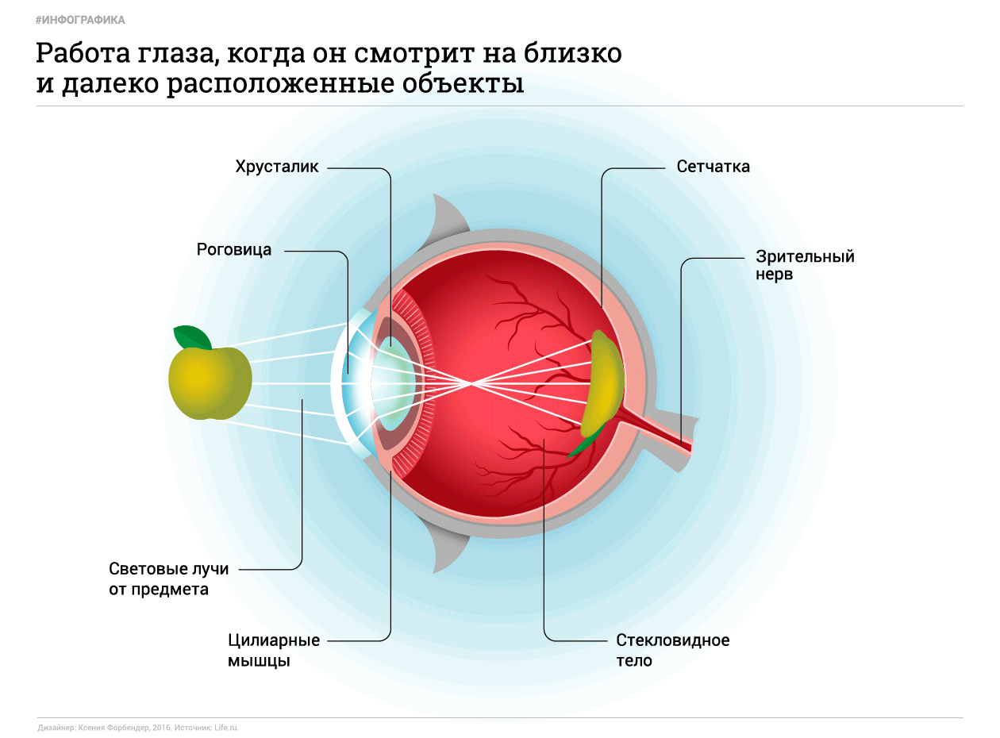 #ИНФОГРАФИКА
Работа глаза, когда он смотрит на близко
и далеко расположенные объекты
Хрусталик
Сетчатка
Роговица
Зрительный
нерв
Световые лучи
от предмета
Цилиарные
мышцы
Стекловидное
тело
Дизайнер: Ксения Форбендер, 2016. Источник: Life.ru.